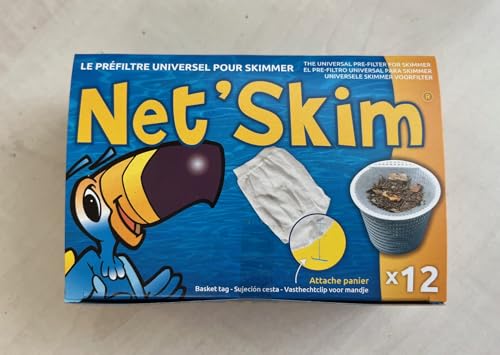 LE PRÉFILTRE UNIVERSEL POUR SKIMMER
THE UNIVERSAL PRE-FILTER FOR SKIMMER
EL PRE-FILTRO UNIVERSAL PARA SKIMMER
UNIVERSELE SKIMMER VOORFILTER
Net'Skim®
Attache panier
Basket tag - Sujeción cesta - Vasthechtclip voor mandje
x12